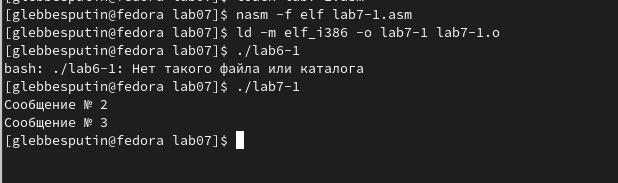 [glebbesputin@fedora lab07]$ nasm -f elf lab7-1.asm
[glebbesputin@fedora lab07]$ ld -m elf_i386 -o lab7-1 lab7-1.o
[glebbesputin@fedora lab07]$ ./lab6-1
bash: ./lab6-1: Нет такого файла или каталога
[glebbesputin@fedora lab07]$ ./lab7-1
Сообщение № 2
Сообщение № 3
[glebbesputin@fedora lab07]$